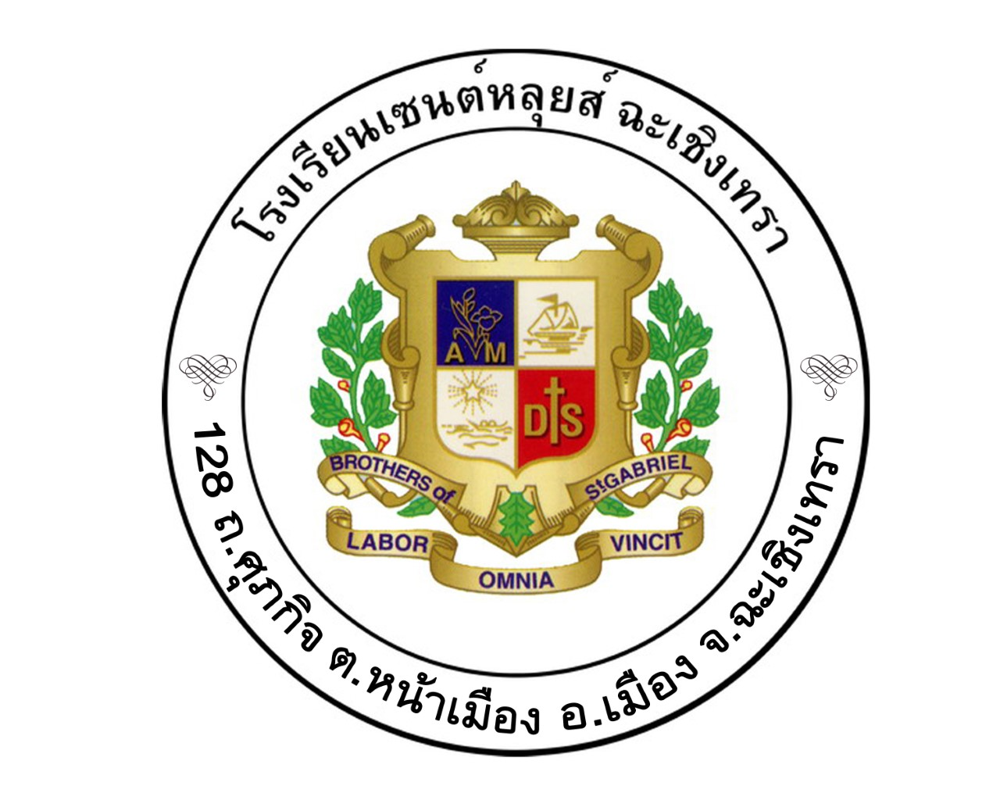 โรงเรียนเซนต์หลุยส์ ฉะเชิงเทรา
A M
D S
BROTHERS of St GABRIEL
LABOR OMNIA VINCIT
128 ถ.ศุภกิจ ต.หน้าเมือง อ.เมือง จ.ฉะเชิงเทรา